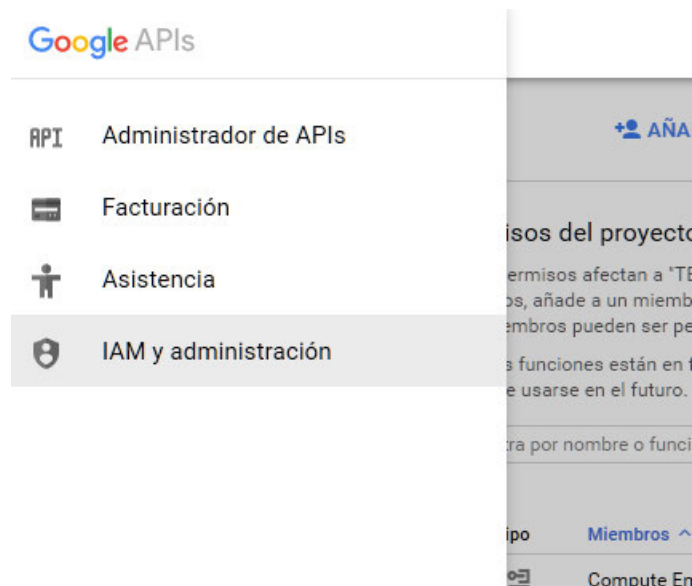 Google APIs
API Administrador de APIs
Facturación
Asistencia
IAM y administración
AÑA
isos del proyecto
ermisos afectan a "TE
os, añade a un miemb
embros pueden ser pe
s funciones están en f
e usarse en el futuro.
tra por nombre o funci
ipo Miembros
Compute En